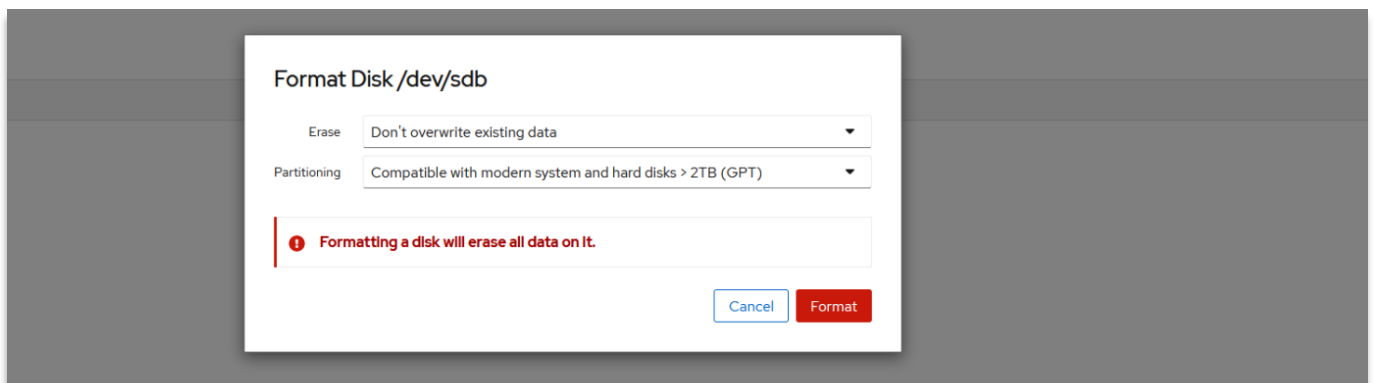 Format Disk /dev/sdb
Erase Don't overwrite existing data
Partitioning Compatible with modern system and hard disks > 2TB (GPT)
Formatting a disk will erase all data on it.
Cancel Format